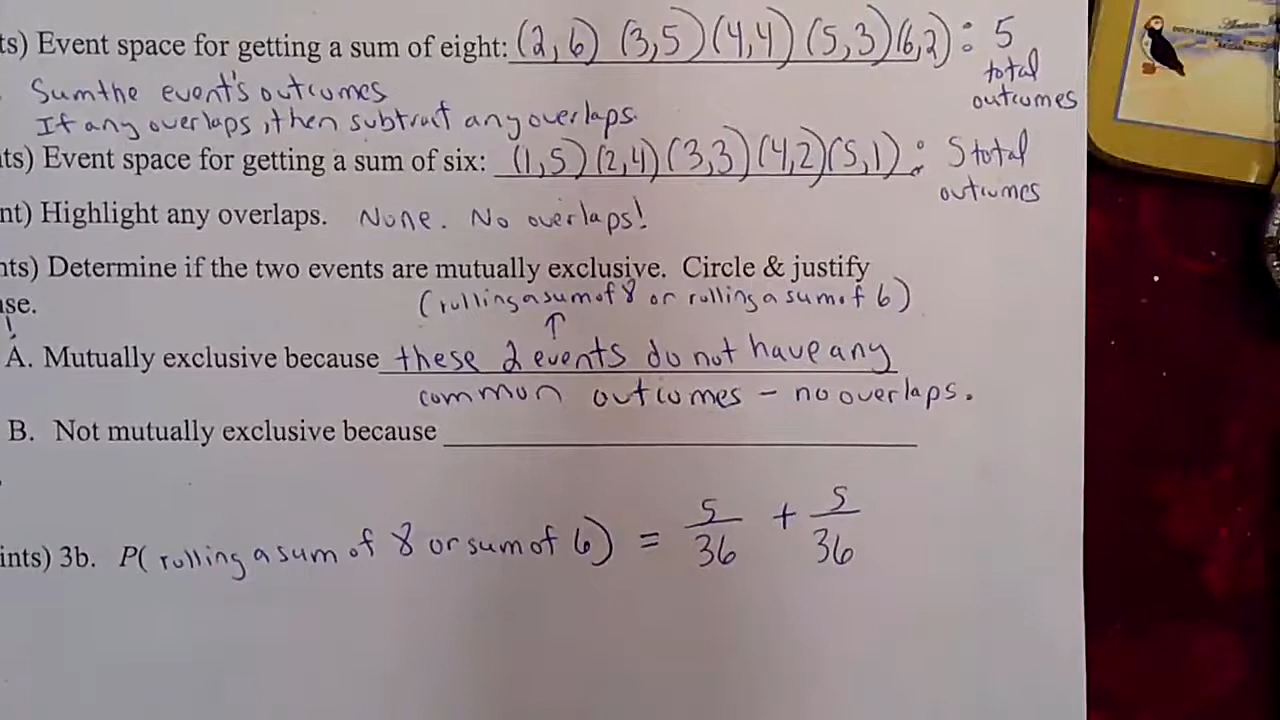 ts) Event space for getting a sum of eight: (2,6) (3,5) (4,4) (5,3) (6,2) : 5 total outcomes
Sum the event's outcomes
If any overlaps, then subtract any overlaps.
ts) Event space for getting a sum of six: (1,5) (2,4) (3,3) (4,2) (5,1) : 5 total outcomes
nt) Highlight any overlaps. None. No overlaps!
nts) Determine if the two events are mutually exclusive. Circle & justify
use.
(rolling a sum of 8 or rolling a sum of 6)
A. Mutually exclusive because these 2 events do not have any
common outcomes - no overlaps.
B. Not mutually exclusive because
ints) 3b. P( rolling a sum of 8 or sum of 6) = 5/36 + 5/36